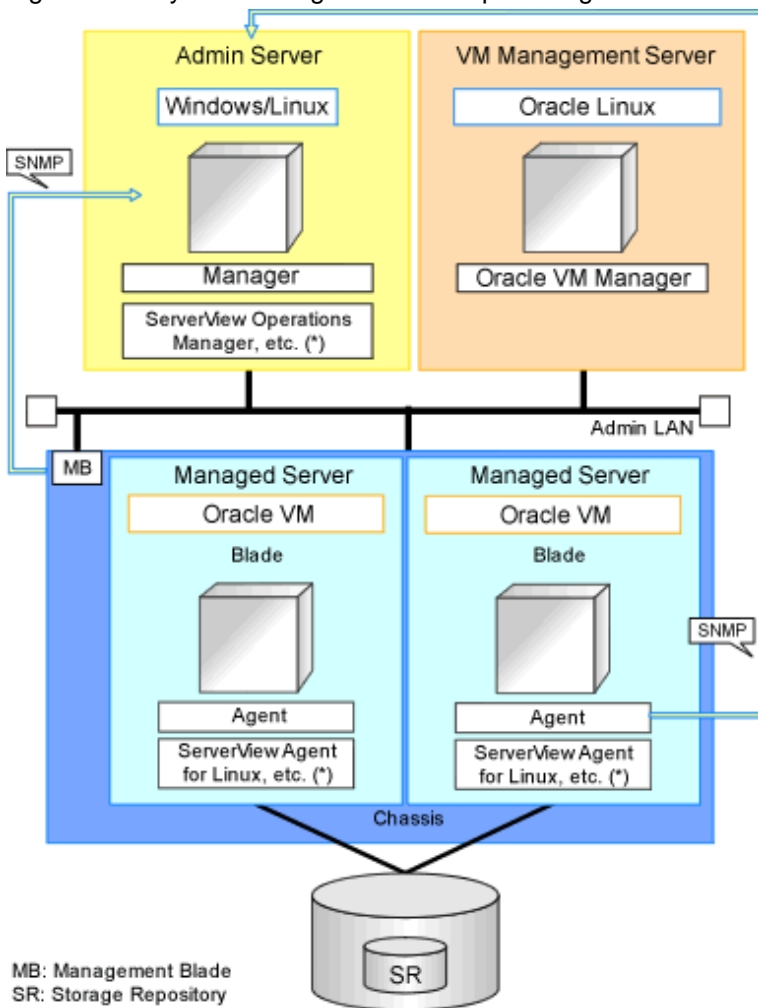 Admin Server
Windows/Linux
SNMP
Manager
ServerView Operations
Manager, etc. (*)
VM Management Server
Oracle Linux
Oracle VM Manager
Admin LAN
MB
Managed Server
Oracle VM
Blade
Agent
ServerView Agent
for Linux, etc. (*)
Managed Server
Oracle VM
Blade
SNMP
Agent
ServerView Agent
for Linux, etc. (*)
Chassis
SR
MB: Management Blade
SR: Storage Repository